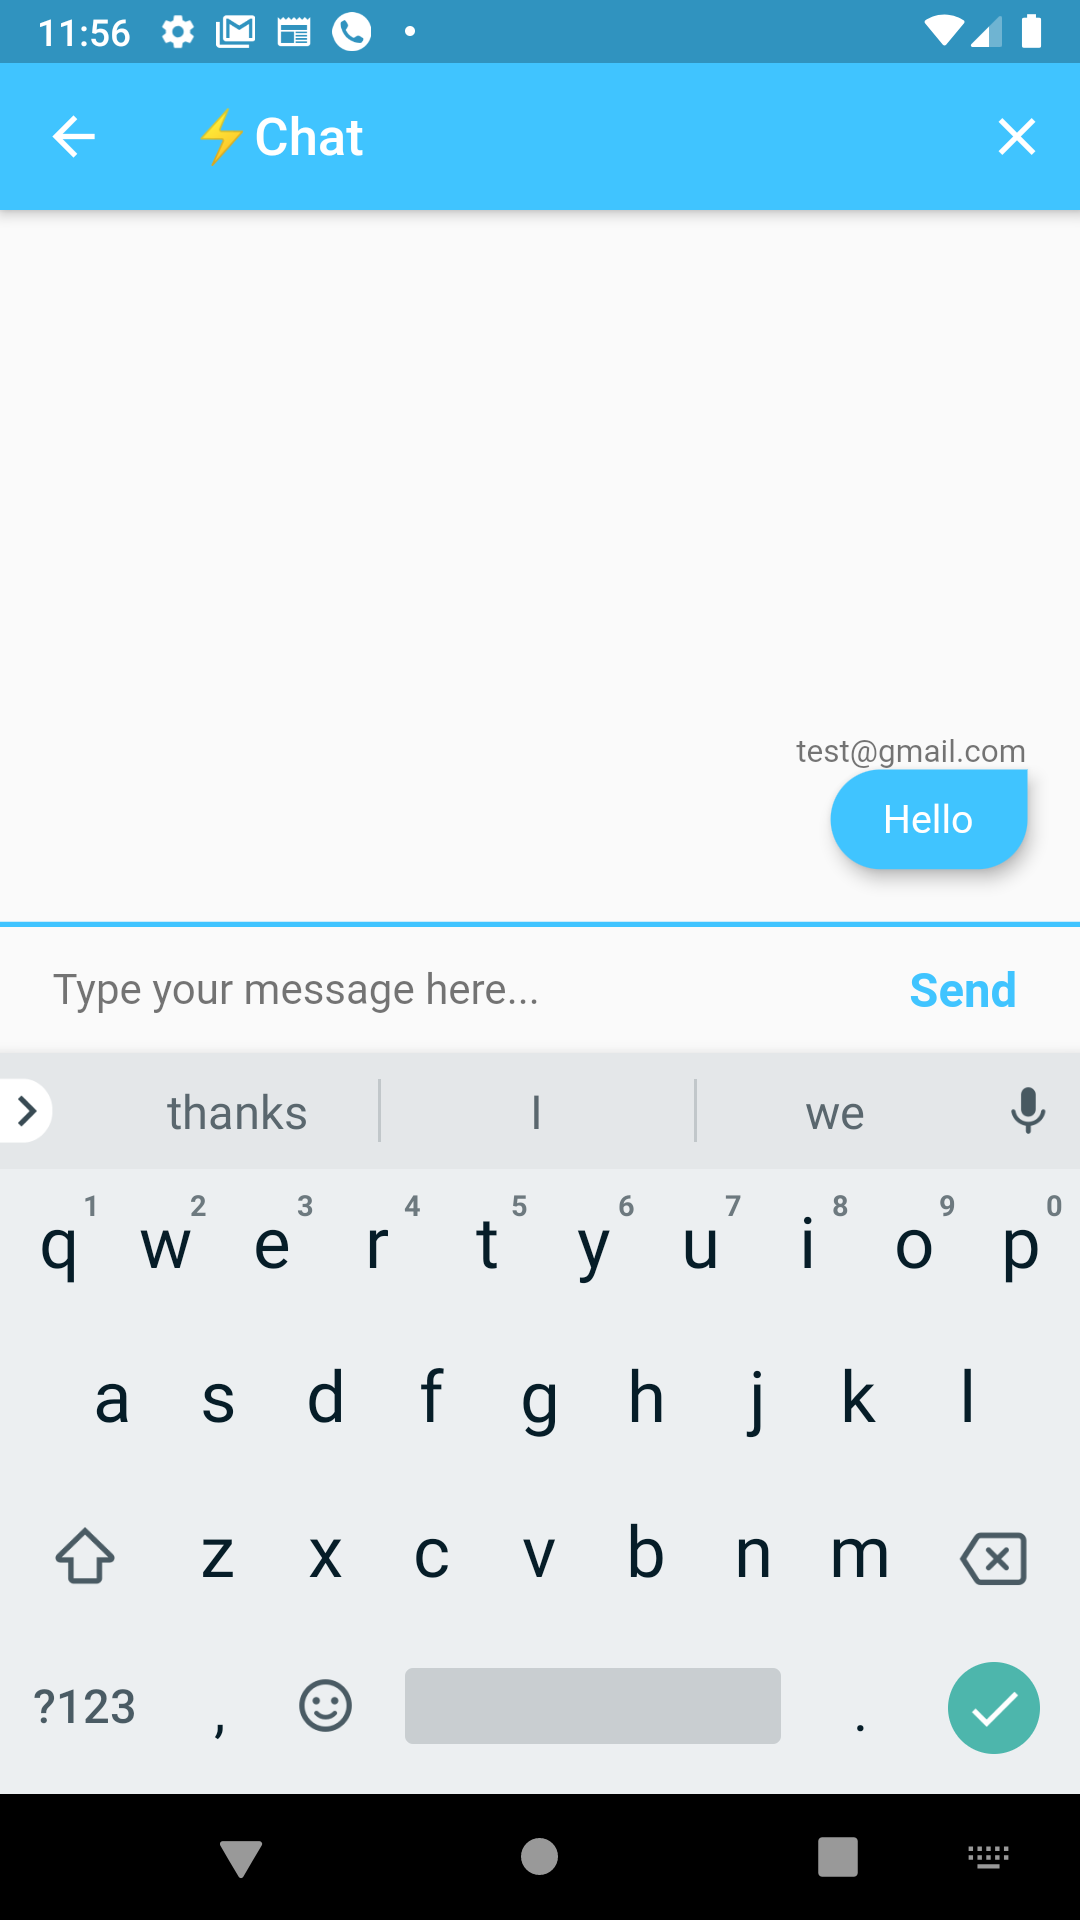 11:56
⚡Chat
test@gmail.com
Hello
Type your message here...
Send
thanks
I
we
1 2 3 4 5 6 7 8 9 0
q w e r t y u i o p
a s d f g h j k l
z x c v b n m
?123 , .